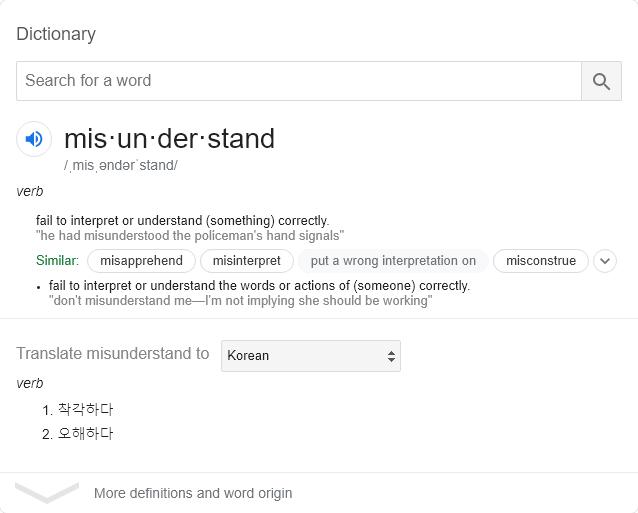 Dictionary
Search for a word
mis·un·der·stand
/ˌmisˌəndərˈstand/
verb
fail to interpret or understand (something) correctly.
"he had misunderstood the policeman's hand signals"
Similar: misapprehend misinterpret put a wrong interpretation on misconstrue
• fail to interpret or understand the words or actions of (someone) correctly.
"don't misunderstand me—I'm not implying she should be working"
Translate misunderstand to Korean
verb
1. 착각하다
2. 오해하다
More definitions and word origin